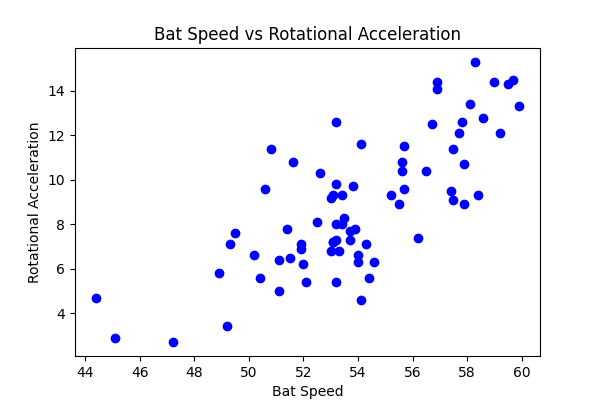 Bat Speed vs Rotational Acceleration
14
12
10
8
6
4
Rotational Acceleration
44 46 48 50 52 54 56 58 60
Bat Speed